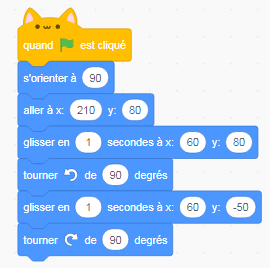 quand est cliqué
s'orienter à 90
aller à x: 210 y: 80
glisser en 1 secondes à x: 60 y: 80
tourner de 90 degrés
glisser en 1 secondes à x: 60 y: -50
tourner de 90 degrés